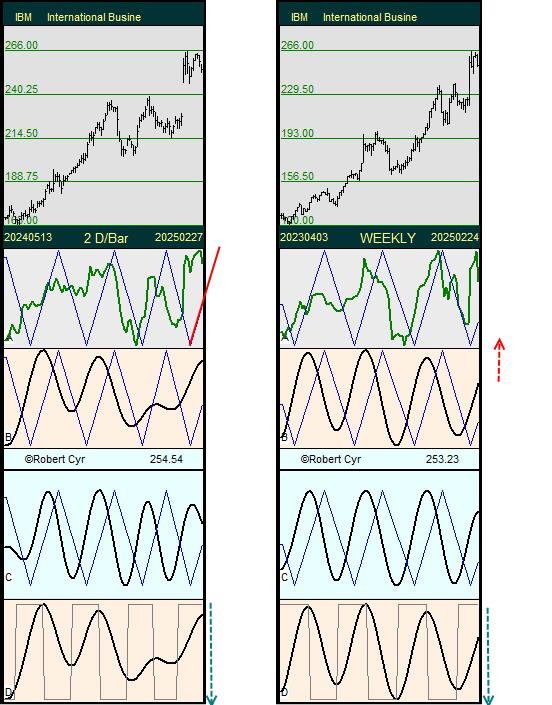 IBM International Busine
266.00
240.25
214.50
188.75
20240513 2 D/Bar 20250227
A
B
©Robert Cyr 254.54
C
D
IBM International Busine
266.00
229.50
193.00
156.50
20230403 WEEKLY 20250224
A
B
©Robert Cyr 253.23
C
D